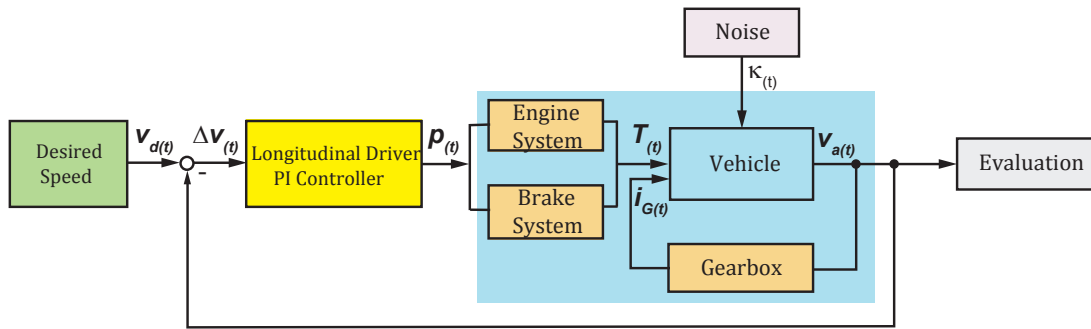 Noise
κ(t)
Desired
Speed
vd(t)
Δv(t)
-
Longitudinal Driver
PI Controller
p(t)
Engine
System
Brake
System
T(t)
iG(t)
Vehicle
va(t)
Gearbox
Evaluation